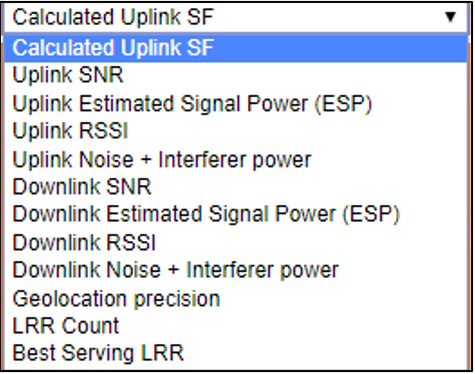 Calculated Uplink SF
Calculated Uplink SF
Uplink SNR
Uplink Estimated Signal Power (ESP)
Uplink RSSI
Uplink Noise + Interferer power
Downlink SNR
Downlink Estimated Signal Power (ESP)
Downlink RSSI
Downlink Noise + Interferer power
Geolocation precision
LRR Count
Best Serving LRR